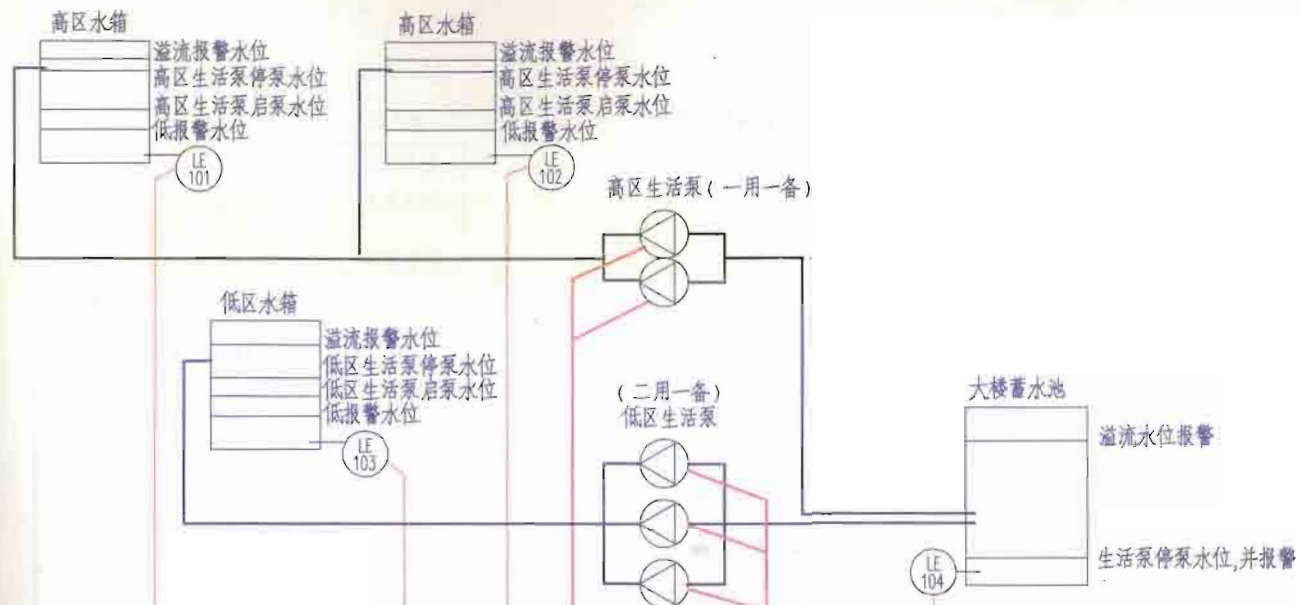 高区水箱
溢流报警水位
高区生活泵停泵水位
高区生活泵启泵水位
低报警水位
LE
101
高区水箱
溢流报警水位
高区生活泵停泵水位
高区生活泵启泵水位
低报警水位
LE
102
高区生活泵(一用一备)
低区水箱
溢流报警水位
低区生活泵停泵水位
低区生活泵启泵水位
低报警水位
LE
103
(二用一备)
低区生活泵
大楼蓄水池
溢流水位报警
生活泵停泵水位,并报警
LE
104